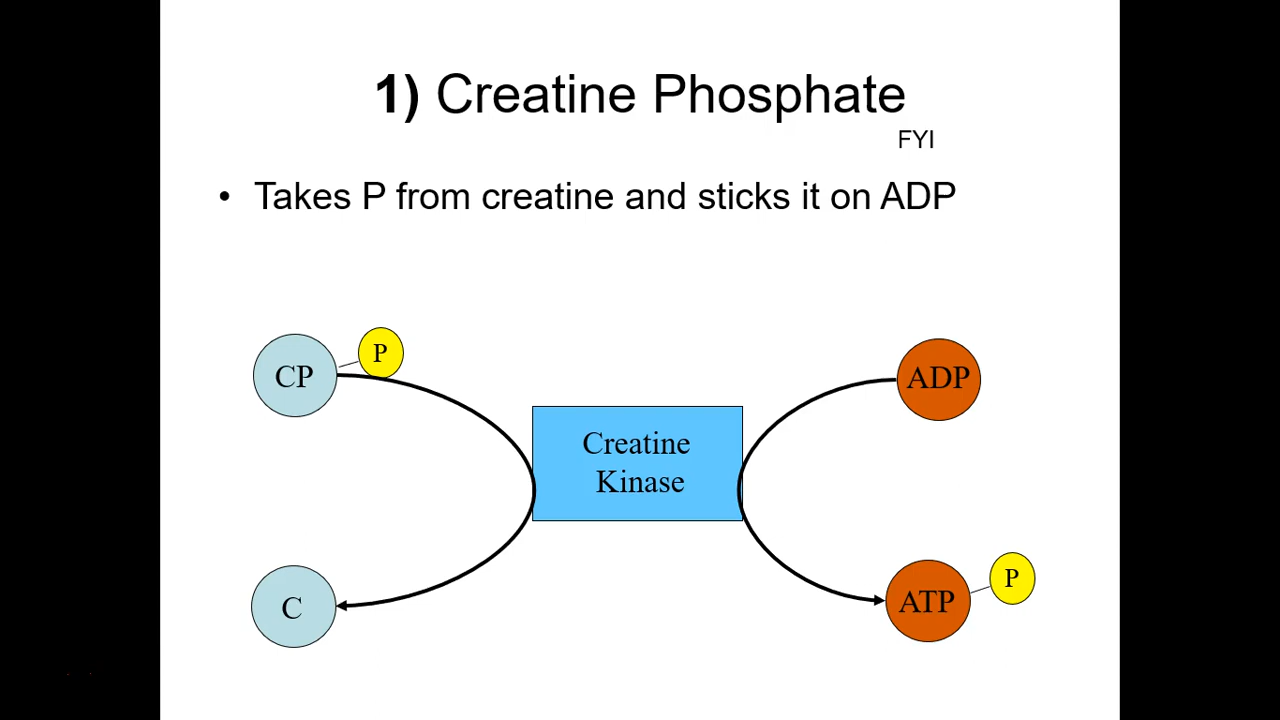 1) Creatine Phosphate
FYI
• Takes P from creatine and sticks it on ADP
CP
P
ADP
Creatine
Kinase
C
ATP
P